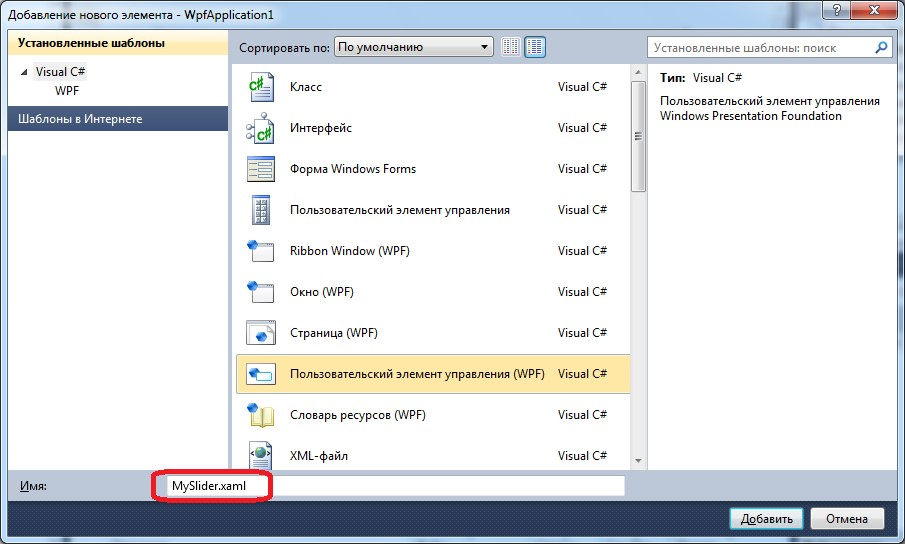 Добавление нового элемента - WpfApplication1
?
Установленные шаблоны
Visual C#
WPF
Шаблоны в Интернете
Сортировать по: По умолчанию
Установленные шаблоны: поиск
Класс Visual C#
Интерфейс Visual C#
Форма Windows Forms Visual C#
Пользовательский элемент управления Visual C#
Ribbon Window (WPF) Visual C#
Окно (WPF) Visual C#
Страница (WPF) Visual C#
Пользовательский элемент управления (WPF) Visual C#
Словарь ресурсов (WPF) Visual C#
XML-файл Visual C#
Тип: Visual C#
Пользовательский элемент управления
Windows Presentation Foundation
Имя: MySlider.xaml
Добавить Отмена